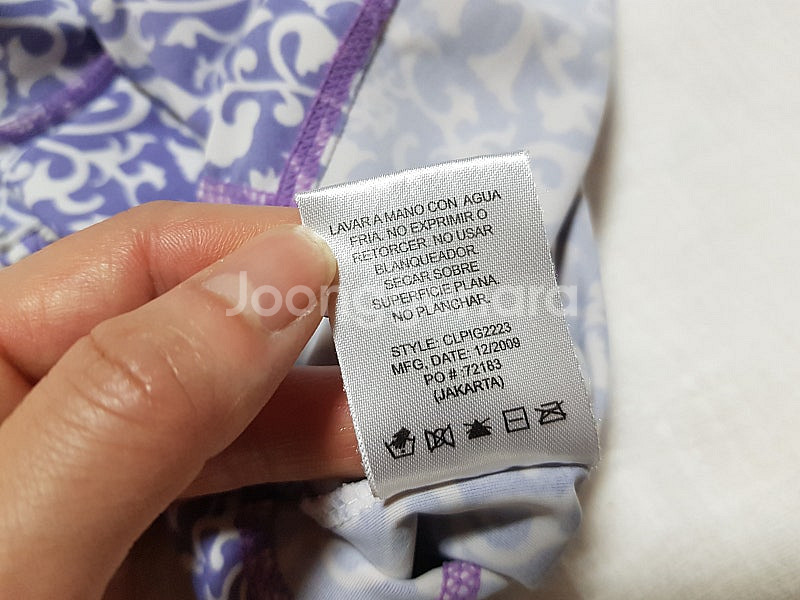 LAVAR A MANO CON AGUA
FRIA. NO EXPRIMIR O
RETORCER. NO USAR
BLANQUEADOR.
SECAR SOBRE
SUPERFICIE PLANA.
NO PLANCHAR.
STYLE: CLPIG2223
MFG, DATE: 12/2009
PO # :72183
(JAKARTA)